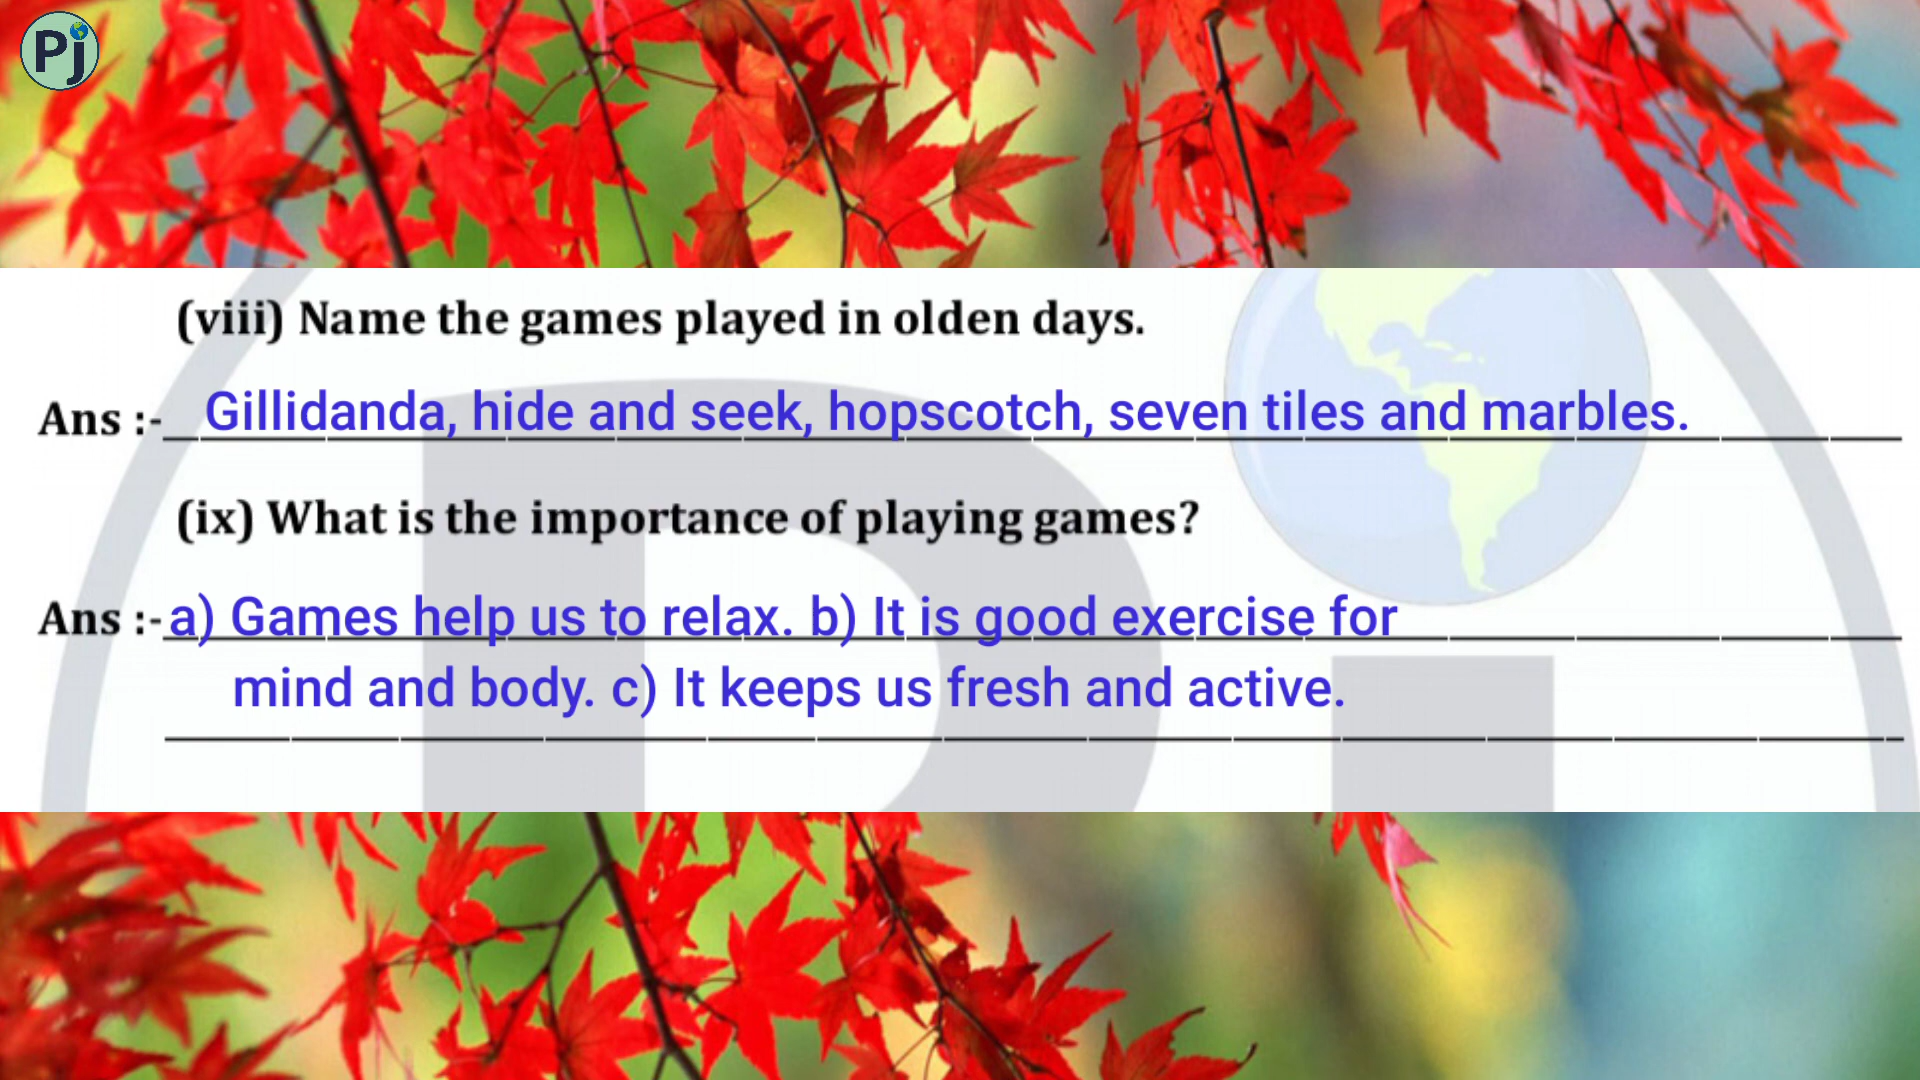 Pj
(viii) Name the games played in olden days.
Ans :- Gillidanda, hide and seek, hopscotch, seven tiles and marbles.
(ix) What is the importance of playing games?
Ans :- a) Games help us to relax. b) It is good exercise for
mind and body. c) It keeps us fresh and active.